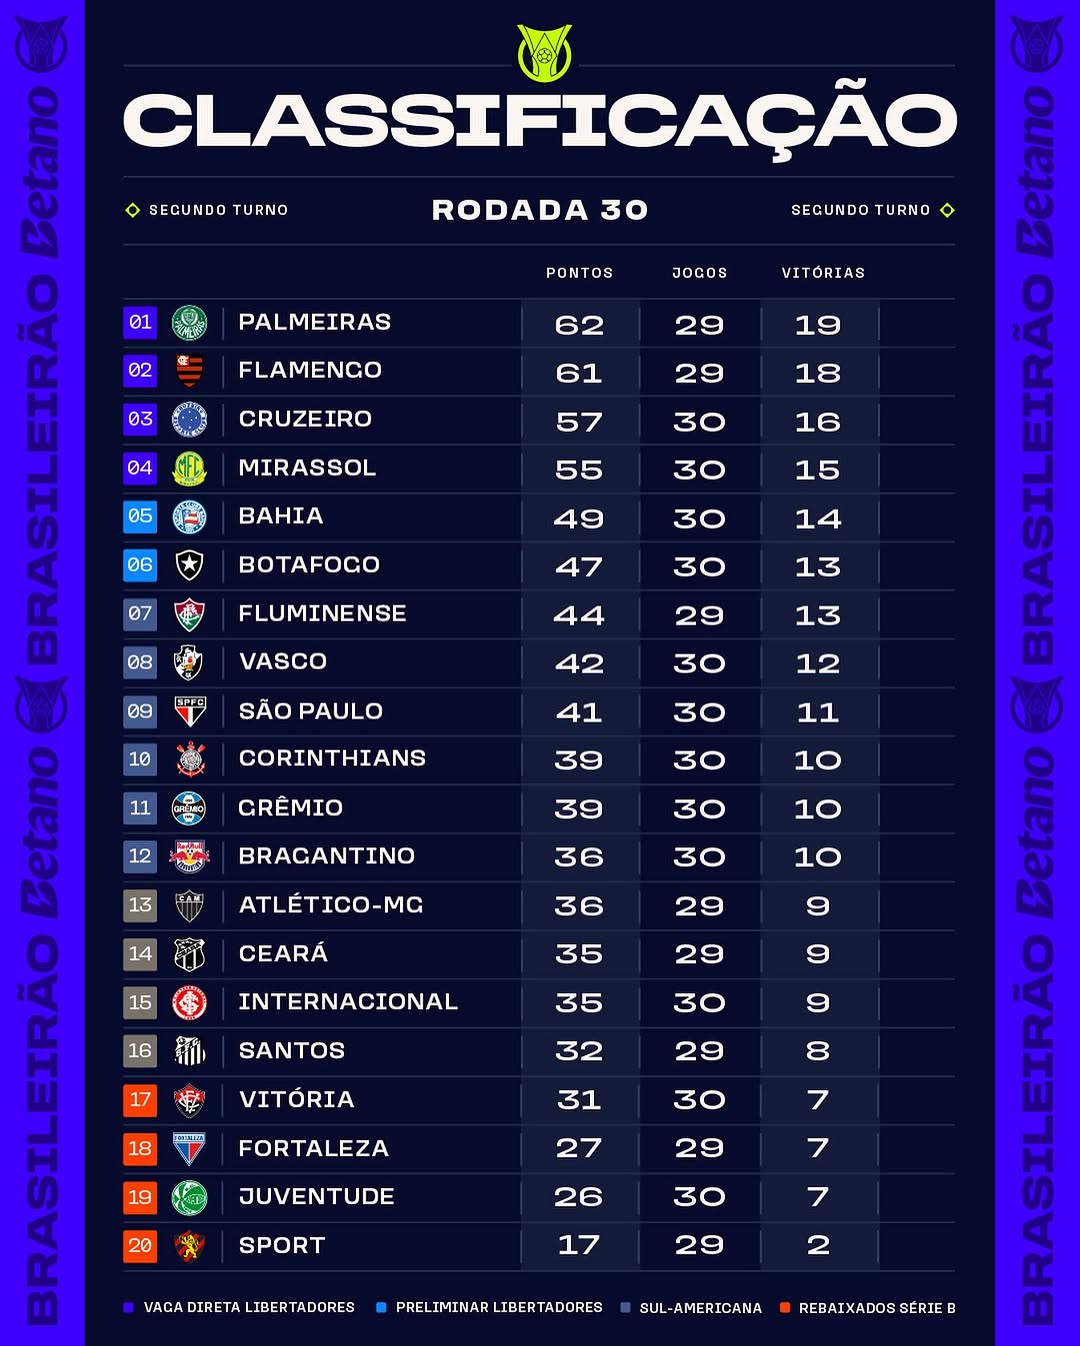 CLASSIFICAÇÃO
SEGUNDO TURNO RODADA 30 SEGUNDO TURNO
PONTOS JOGOS VITÓRIAS
01 PALMEIRAS 62 29 19
02 FLAMENGO 61 29 18
03 CRUZEIRO 57 30 16
04 MIRASSOL 55 30 15
05 BAHIA 49 30 14
06 BOTAFOGO 47 30 13
07 FLUMINENSE 44 29 13
08 VASCO 42 30 12
09 SPFC SÃO PAULO 41 30 11
10 CORINTHIANS 39 30 10
11 GRÊMIO GRÊMIO 39 30 10
12 RedBull BRAGANTINO 36 30 10
13 CAM ATLÉTICO-MG 36 29 9
14 CEARÁ 35 29 9
15 INTERNACIONAL 35 30 9
16 SANTOS 32 29 8
17 VITÓRIA 31 30 7
18 FORTALEZA FORTALEZA 27 29 7
19 JUVENTUDE 26 30 7
20 SPORT 17 29 2
VAGA DIRETA LIBERTADORES PRELIMINAR LIBERTADORES SUL-AMERICANA REBAIXADOS SÉRIE B
BRASILEIRÃO Betano
BRASILEIRÃO Betano
BRASILEIRÃO Betano
BRASILEIRÃO Betano